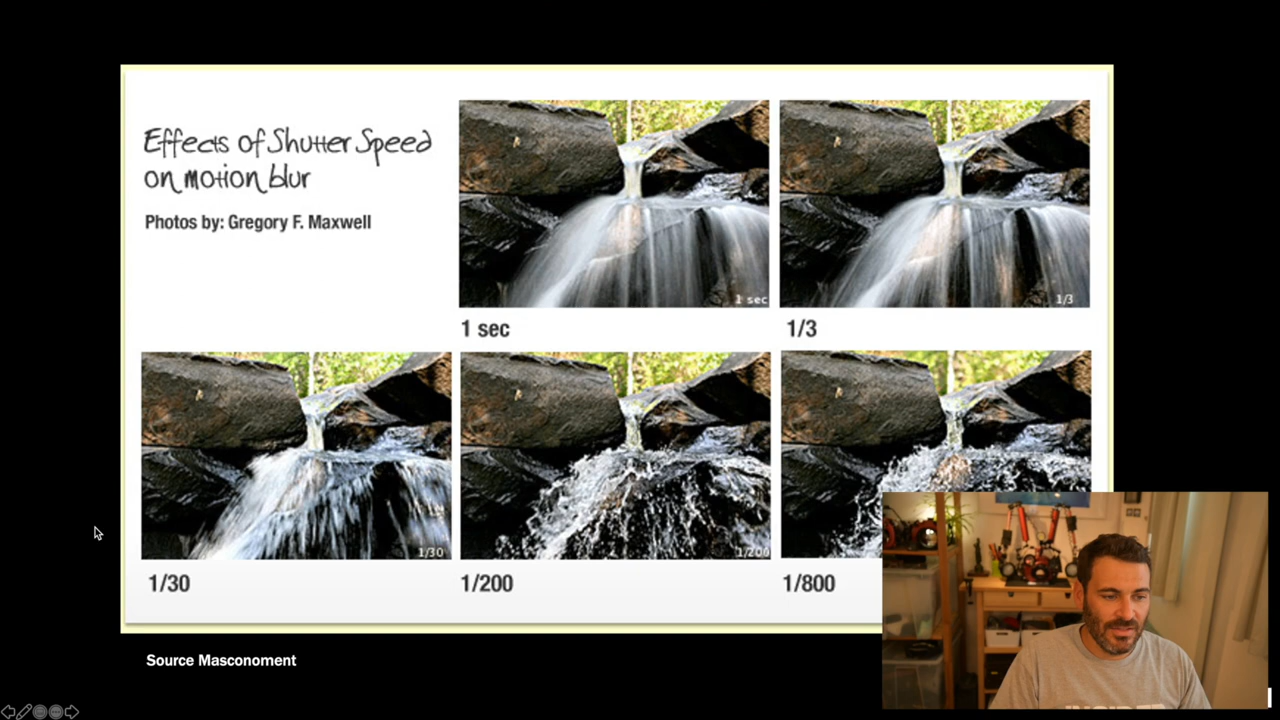 Effects of Shutter Speed
on motion blur
Photos by: Gregory F. Maxwell
1 sec
1/3
1 sec
1/3
1/30
1/200
1/30
1/200
1/800
Source Masconoment